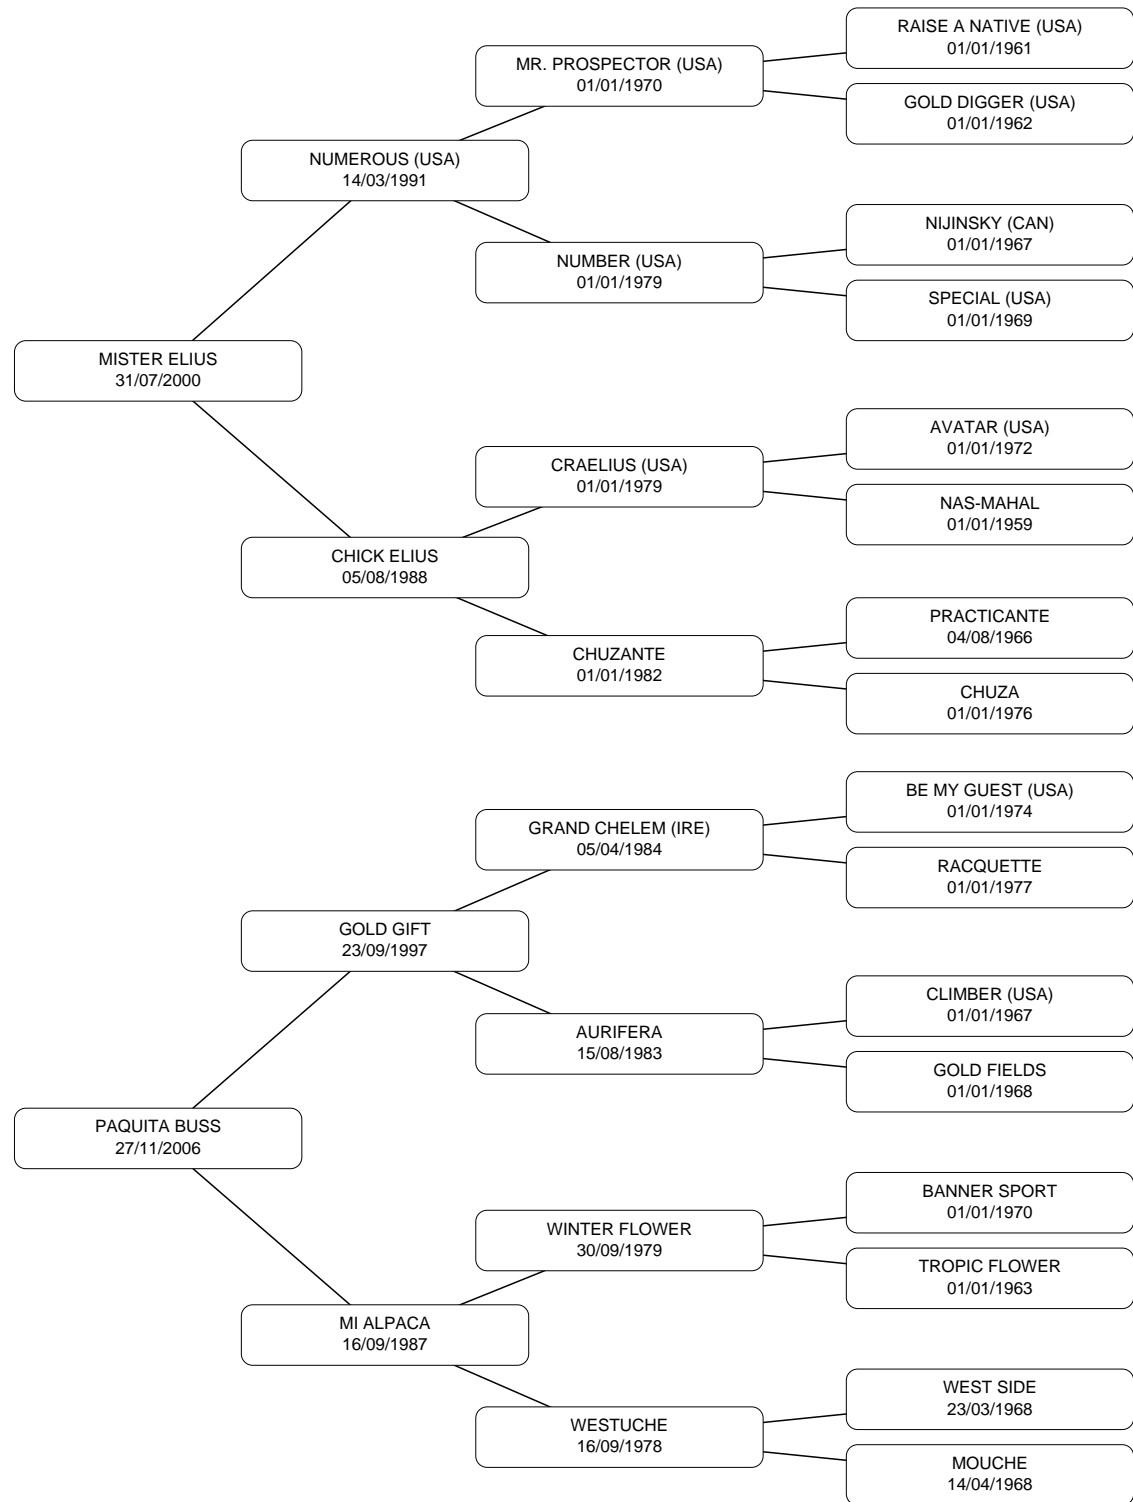 RAISE A NATIVE (USA)
01/01/1961
MR. PROSPECTOR (USA)
01/01/1970
GOLD DIGGER (USA)
01/01/1962
NUMEROUS (USA)
14/03/1991
NIJINSKY (CAN)
01/01/1967
NUMBER (USA)
01/01/1979
SPECIAL (USA)
01/01/1969
MISTER ELIUS
31/07/2000
AVATAR (USA)
01/01/1972
CRAELIUS (USA)
01/01/1979
NAS-MAHAL
01/01/1959
CHICK ELIUS
05/08/1988
PRACTICANTE
04/08/1966
CHUZANTE
01/01/1982
CHUZA
01/01/1976
BE MY GUEST (USA)
01/01/1974
GRAND CHELEM (IRE)
05/04/1984
RACQUETTE
01/01/1977
GOLD GIFT
23/09/1997
CLIMBER (USA)
01/01/1967
AURIFERA
15/08/1983
GOLD FIELDS
01/01/1968
PAQUITA BUSS
27/11/2006
BANNER SPORT
01/01/1970
WINTER FLOWER
30/09/1979
TROPIC FLOWER
01/01/1963
MI ALPACA
16/09/1987
WEST SIDE
23/03/1968
WESTUCHE
16/09/1978
MOUCHE
14/04/1968